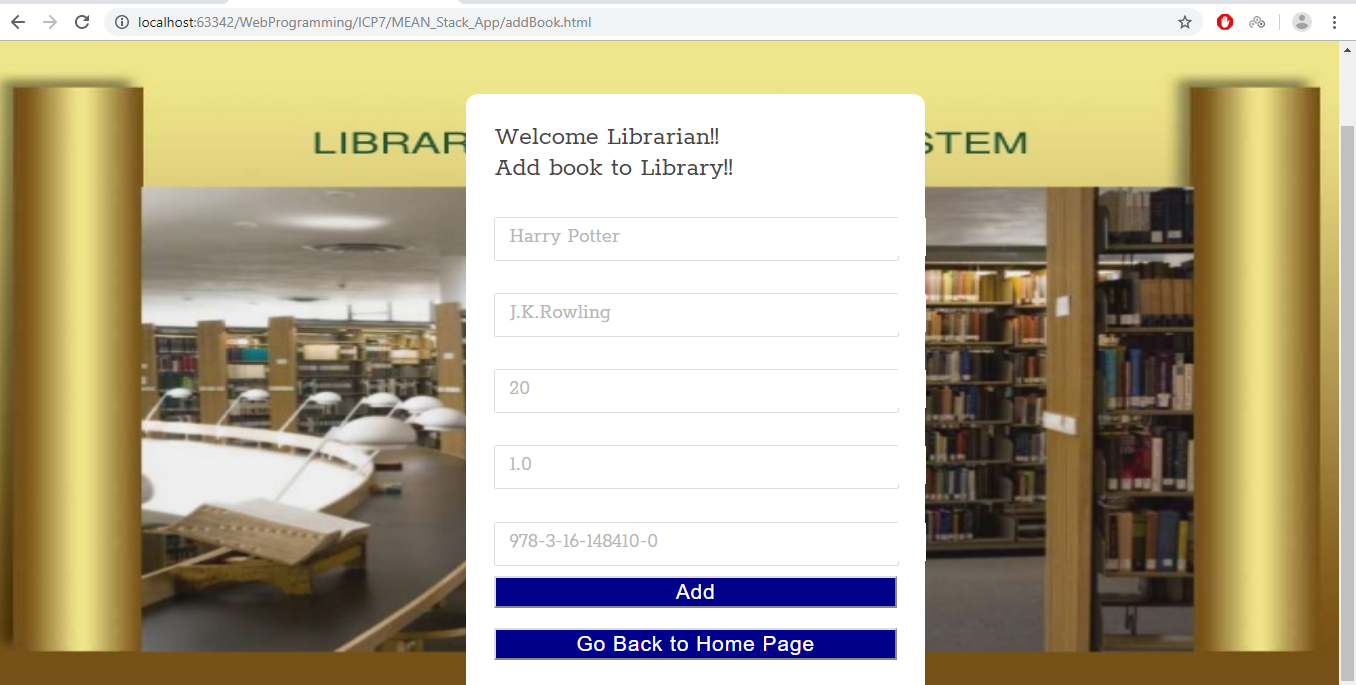 localhost:63342/WebProgramming/ICP7/MEAN_Stack_App/addBook.html
LIBRAR STEM
Welcome Librarian!!
Add book to Library!!
Harry Potter
J.K.Rowling
20
1.0
978-3-16-148410-0
Add
Go Back to Home Page